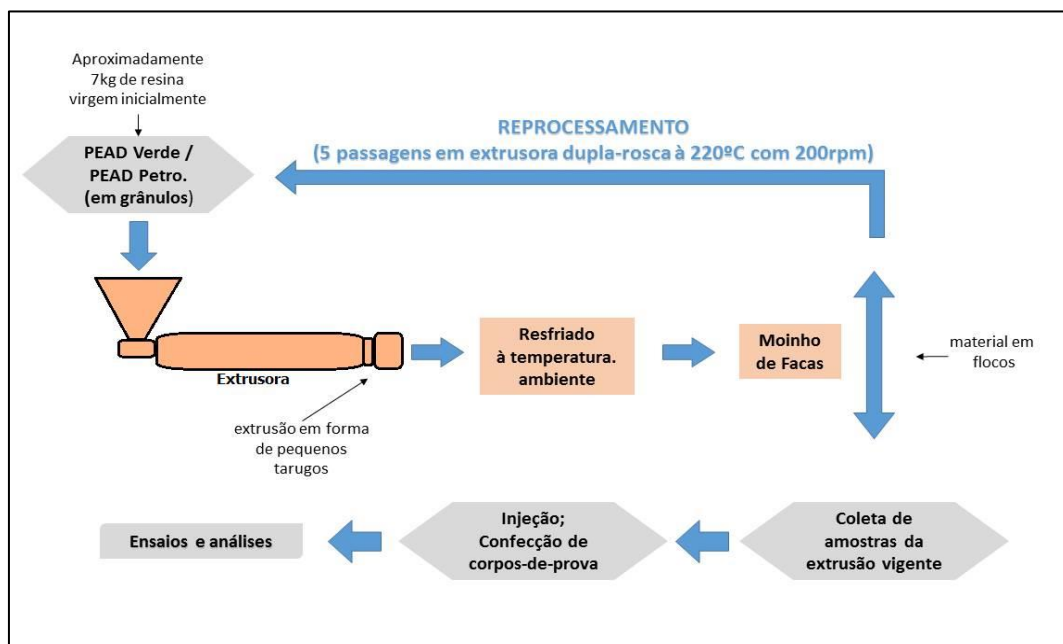 Aproximadamente
7kg de resina
virgem inicialmente
PEAD Verde /
PEAD Petro.
(em grânulos)
REPROCESSAMENTO
(5 passagens em extrusora dupla-rosca à 220ºC com 200rpm)
Extrusora
extrusão em forma
de pequenos
tarugos
Resfriado
à temperatura.
ambiente
Moinho
de Facas
material em
flocos
Coleta de
amostras da
extrusão vigente
Injeção;
Confecção de
corpos-de-prova
Ensaios e análises